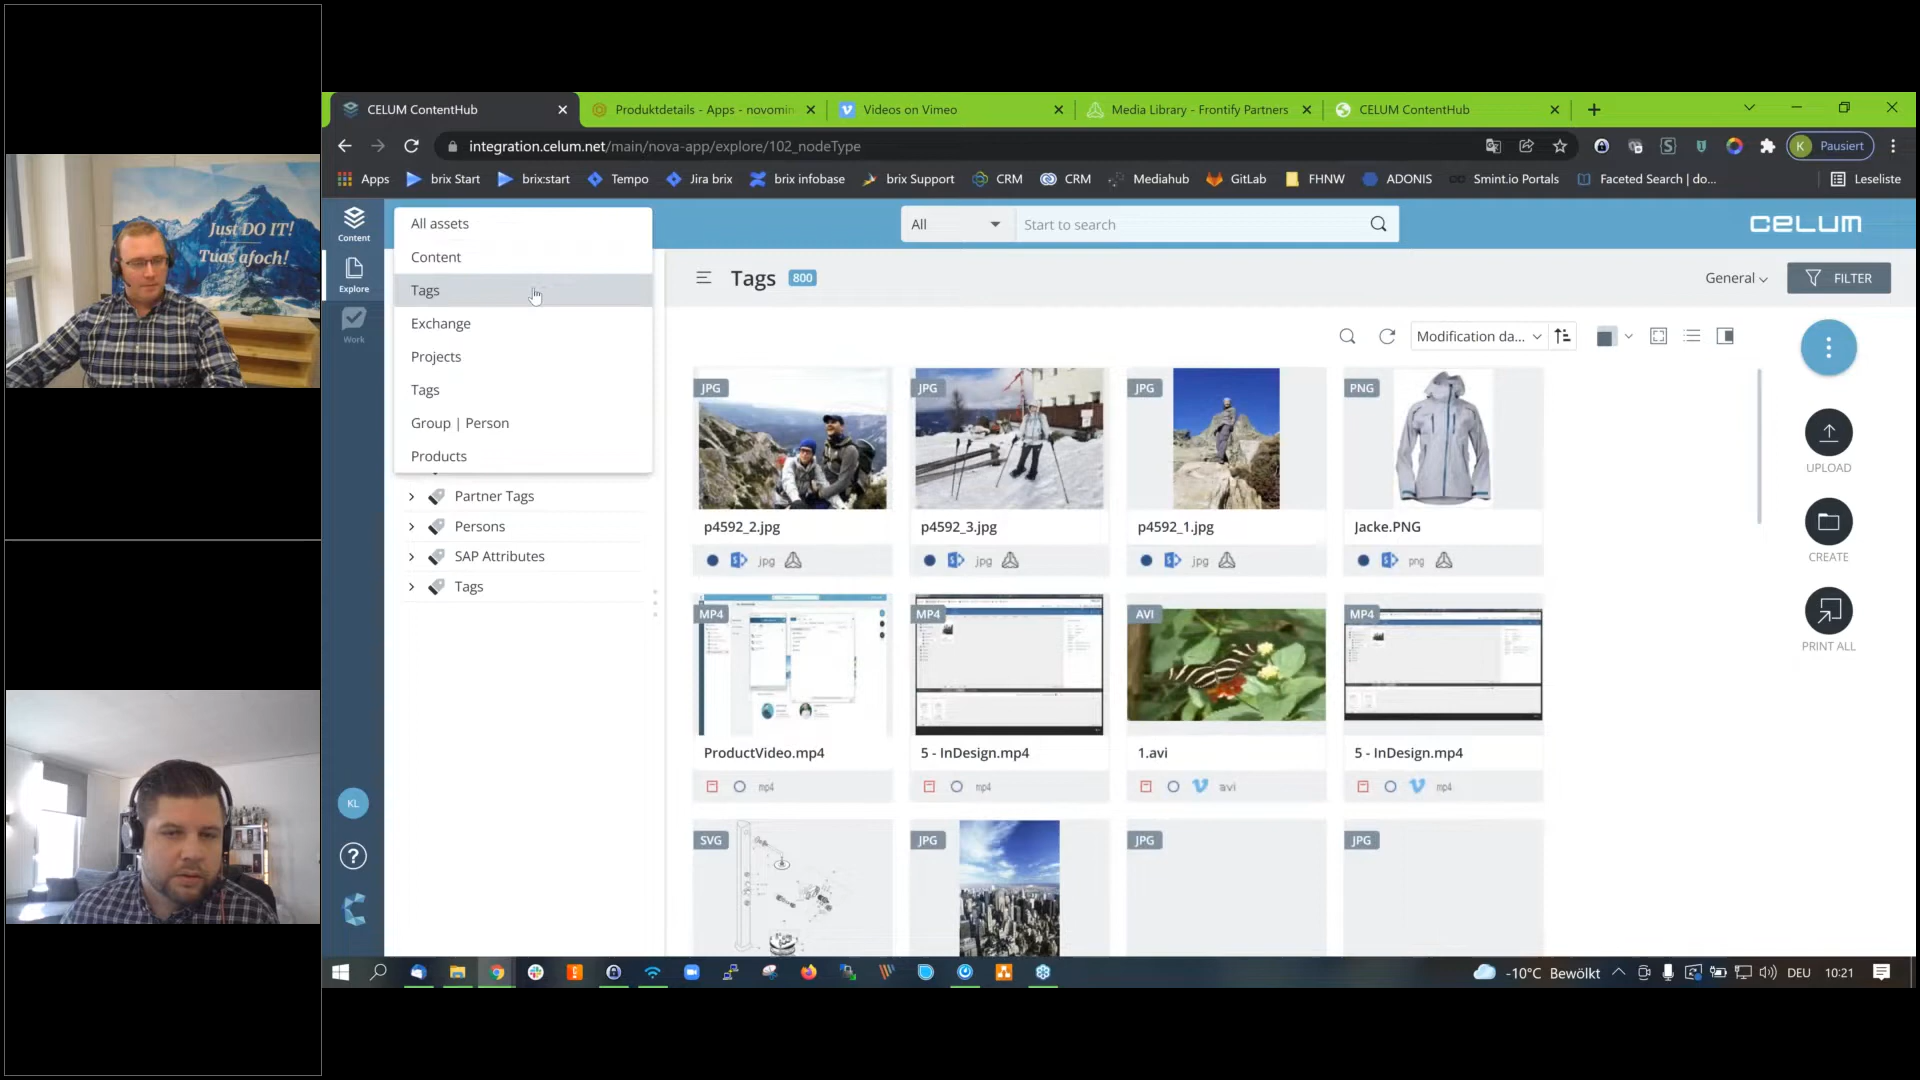 Just DO IT!
Tuas afoch!
CELUM ContentHub
Produktdetails - Apps - novomin
Videos on Vimeo
Media Library - Frontify Partners
CELUM ContentHub
integration.celum.net/main/nova-app/explore/102_nodeType
K Pausiert
Apps
brix Start
brix:start
Tempo
Jira brix
brix infobase
brix Support
CRM
CRM
Mediahub
GitLab
FHNW
ADONIS
Smint.io Portals
Faceted Search | do...
Leseliste
Content
Explore
Work
KL
All assets
Content
Tags
Exchange
Projects
Tags
Group | Person
Products
Partner Tags
Persons
SAP Attributes
Tags
All
Start to search
CELUM
Tags 800
General
FILTER
Modification da...
UPLOAD
CREATE
PRINT ALL
JPG
JPG
JPG
PNG
p4592_2.jpg
p4592_3.jpg
p4592_1.jpg
Jacke.PNG
jpg
jpg
jpg
png
MP4
MP4
AVI
MP4
ProductVideo.mp4
5 - InDesign.mp4
1.avi
5 - InDesign.mp4
mp4
mp4
avi
mp4
SVG
JPG
JPG
JPG
-10°C Bewölkt
DEU
10:21